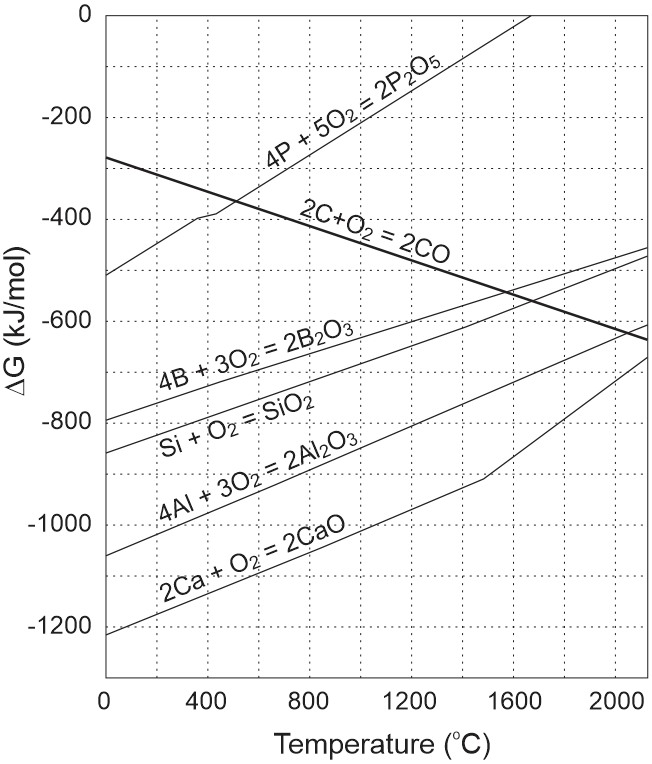 0
-200
-400
-600
-800
-1000
-1200
ΔG (kJ/mol)
4P + 5O₂ = 2P₂O₅
2C+O₂ = 2CO
4B + 3O₂ = 2B₂O₃
Si + O₂ = SiO₂
4Al + 3O₂ = 2Al₂O₃
2Ca + O₂ = 2CaO
0 400 800 1200 1600 2000
Temperature (°C)